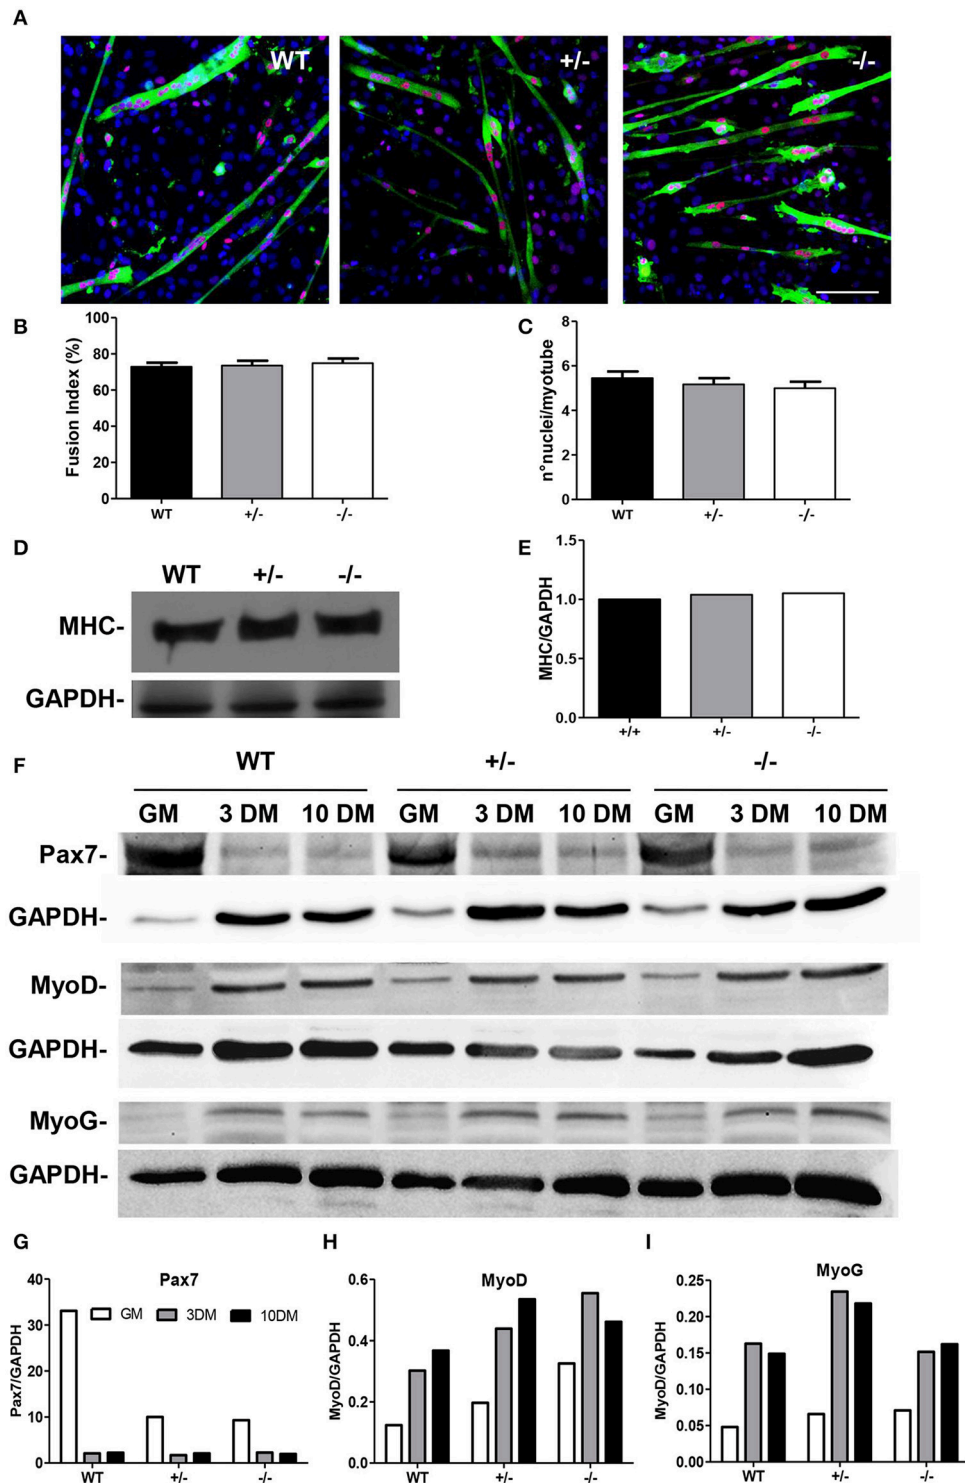 A
WT
+/-
-/-
B
Fusion Index (%)
100
80
60
40
20
0
WT
+/-
-/-
C
n°nuclei/myotube
8
6
4
2
0
WT
+/-
-/-
D
WT
+/-
-/-
MHC-
GAPDH-
E
MHC/GAPDH
1.5
1.0
0.5
0.0
+/+
+/-
-/-
F
WT
+/-
-/-
GM
3 DM
10 DM
GM
3 DM
10 DM
GM
3 DM
10 DM
Pax7-
GAPDH-
MyoD-
GAPDH-
MyoG-
GAPDH-
G
Pax7
Pax7/GAPDH
40
30
20
10
0
GM
3DM
10DM
WT
+/-
-/-
H
MyoD
MyoD/GAPDH
0.6
0.4
0.2
0.0
WT
+/-
-/-
I
MyoG
MyoD/GAPDH
0.25
0.20
0.15
0.10
0.05
0.00
WT
+/-
-/-